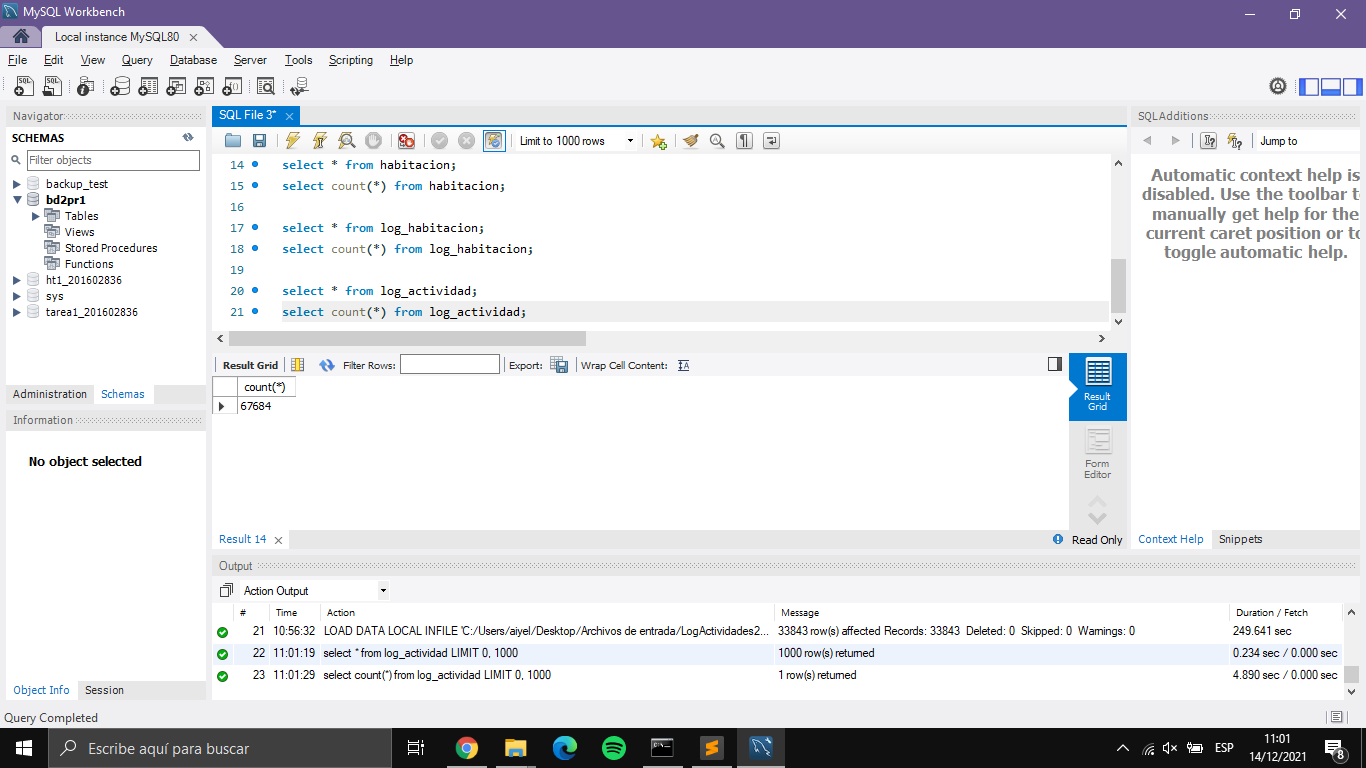 MySQL Workbench
Local instance MySQL80
File Edit View Query Database Server Tools Scripting Help
Navigator
SCHEMAS
Filter objects
backup_test
bd2pr1
Tables
Views
Stored Procedures
Functions
ht1_201602836
sys
tarea1_201602836
Administration Schemas
Information
No object selected
Object Info Session
SQL File 3*
Limit to 1000 rows
14 select * from habitacion;
15 select count(*) from habitacion;
16
17 select * from log_habitacion;
18 select count(*) from log_habitacion;
19
20 select * from log_actividad;
21 select count(*) from log_actividad;
Result Grid Filter Rows: Export: Wrap Cell Content:
count(*)
67684
Result Grid
Form Editor
Result 14
Read Only
SQLAdditions
Jump to
Automatic context help is
disabled. Use the toolbar t
manually get help for the
current caret position or to
toggle automatic help.
Context Help Snippets
Output
Action Output
# Time Action Message Duration / Fetch
21 10:56:32 LOAD DATA LOCAL INFILE 'C:/Users/aiyel/Desktop/Archivos de entrada/LogActividades2... 33843 row(s) affected Records: 33843 Deleted: 0 Skipped: 0 Warnings: 0 249.641 sec
22 11:01:19 select * from log_actividad LIMIT 0, 1000 1000 row(s) returned 0.234 sec / 0.000 sec
23 11:01:29 select count(*) from log_actividad LIMIT 0, 1000 1 row(s) returned 4.890 sec / 0.000 sec
Query Completed
Escribe aquí para buscar
ESP
11:01
14/12/2021
8